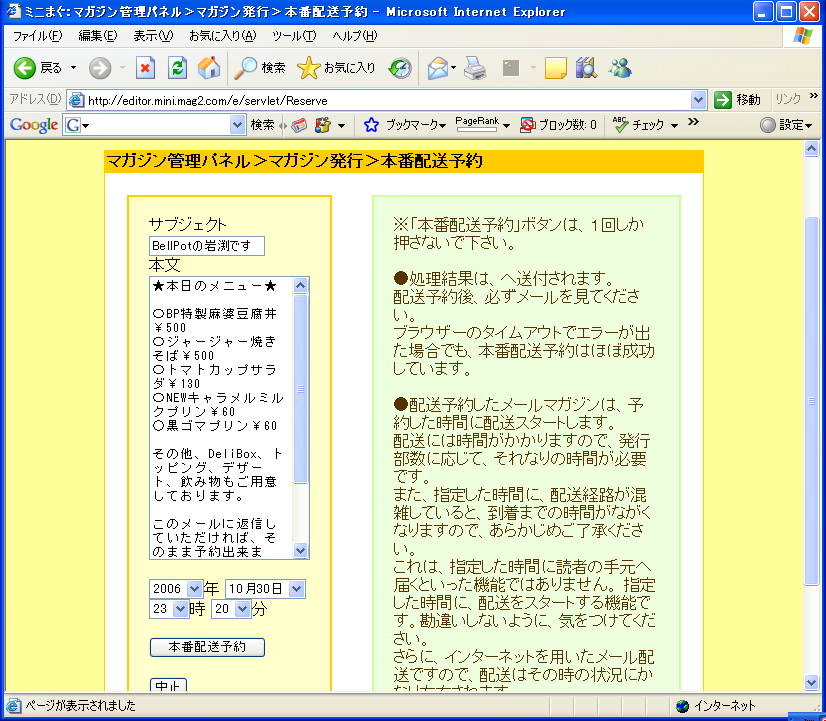 ミニまぐ:マガジン管理パネル＞マガジン発行＞本番配送予約 - Microsoft Internet Explorer
ファイル(F) 編集(E) 表示(V) お気に入り(A) ツール(T) ヘルプ(H)
戻る 検索 お気に入り
アドレス(D) http://editor.mini.mag2.com/e/servlet/Reserve 移動 リンク »
Google G 検索 ブックマーク PageRank ブロック数: 0 ABC チェック » 設定
マガジン管理パネル＞マガジン発行＞本番配送予約
サブジェクト
BellPotの岩渕です
本文
★本日のメニュー★
○BP特製麻婆豆腐丼
￥500
○ジャージャー焼き
そば￥500
○トマトカップサラ
ダ￥130
○NEWキャラメルミル
クプリン￥60
○黒ゴマプリン￥60
その他、DeliBox、ト
ッピング、デザー
ト、飲み物もご用意
しております。
このメールに返信し
ていただければ、そ
のまま予約出来ま
2006 年 10月30日
23 時 20 分
本番配送予約
中止
※「本番配送予約」ボタンは、1回しか
押さないで下さい。
●処理結果は、へ送付されます。
配送予約後、必ずメールを見てくださ
い。
ブラウザーのタイムアウトでエラーが出
た場合でも、本番配送予約はほぼ成功
しています。
●配送予約したメールマガジンは、予
約した時間に配送スタートします。
配送には時間がかかりますので、発行
部数に応じて、それなりの時間が必要
です。
また、指定した時間に、配送経路が混
雑していると、到着までの時間がながく
なりますので、あらかじめご了承くださ
い。
これは、指定した時間に読者の手元へ
届くといった機能ではありません。指定
した時間に、配送をスタートする機能で
す。勘違いしないように、気をつけてくだ
さい。
さらに、インターネットを用いたメール配
送ですので、配送はその時の状況にか
なり左右されます。
ページが表示されました インターネット